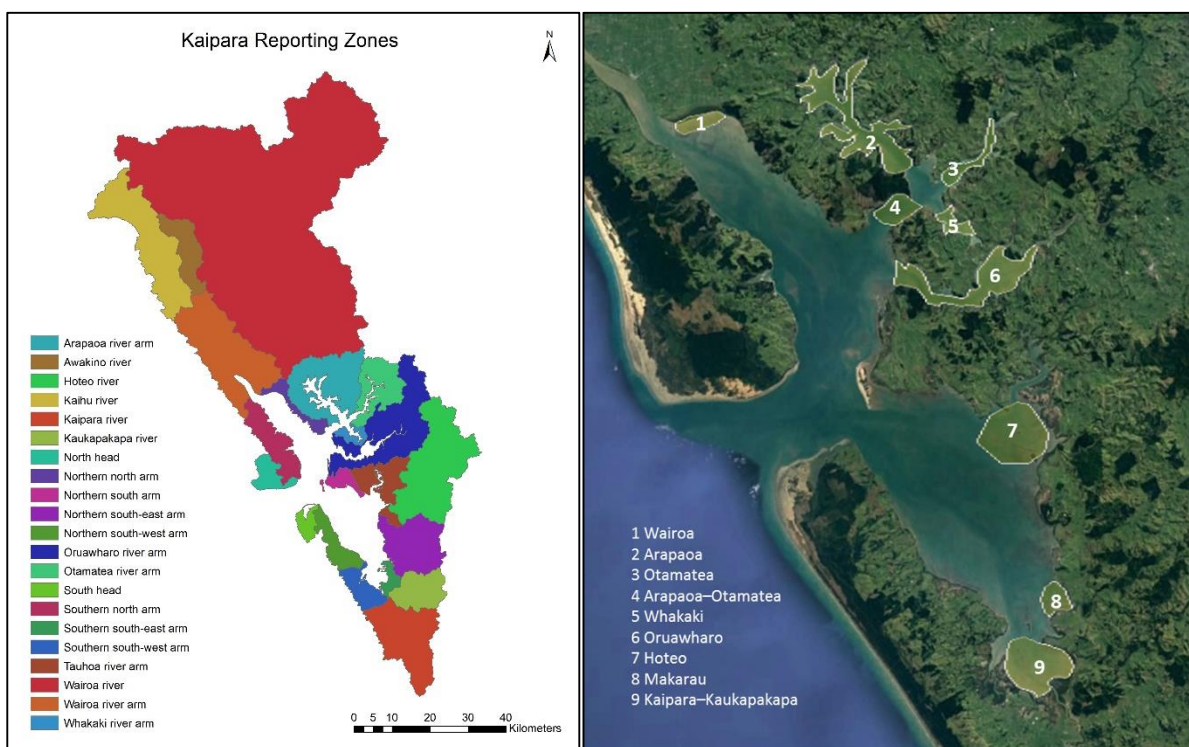 Kaipara Reporting Zones
N
Arapaoa river arm
Awakino river
Hoteo river
Kaihu river
Kaipara river
Kaukapakapa river
North head
Northern north arm
Northern south arm
Northern south-east arm
Northern south-west arm
Oruawharo river arm
Otamatea river arm
South head
Southern north arm
Southern south-east arm
Southern south-west arm
Tauhoa river arm
Wairoa river
Wairoa river arm
Whakaki river arm
0 5 10 20 30 40
Kilometers
1
2
3
4
5
6
7
8
9
1 Wairoa
2 Arapaoa
3 Otamatea
4 Arapaoa–Otamatea
5 Whakaki
6 Oruawharo
7 Hoteo
8 Makarau
9 Kaipara–Kaukapakapa